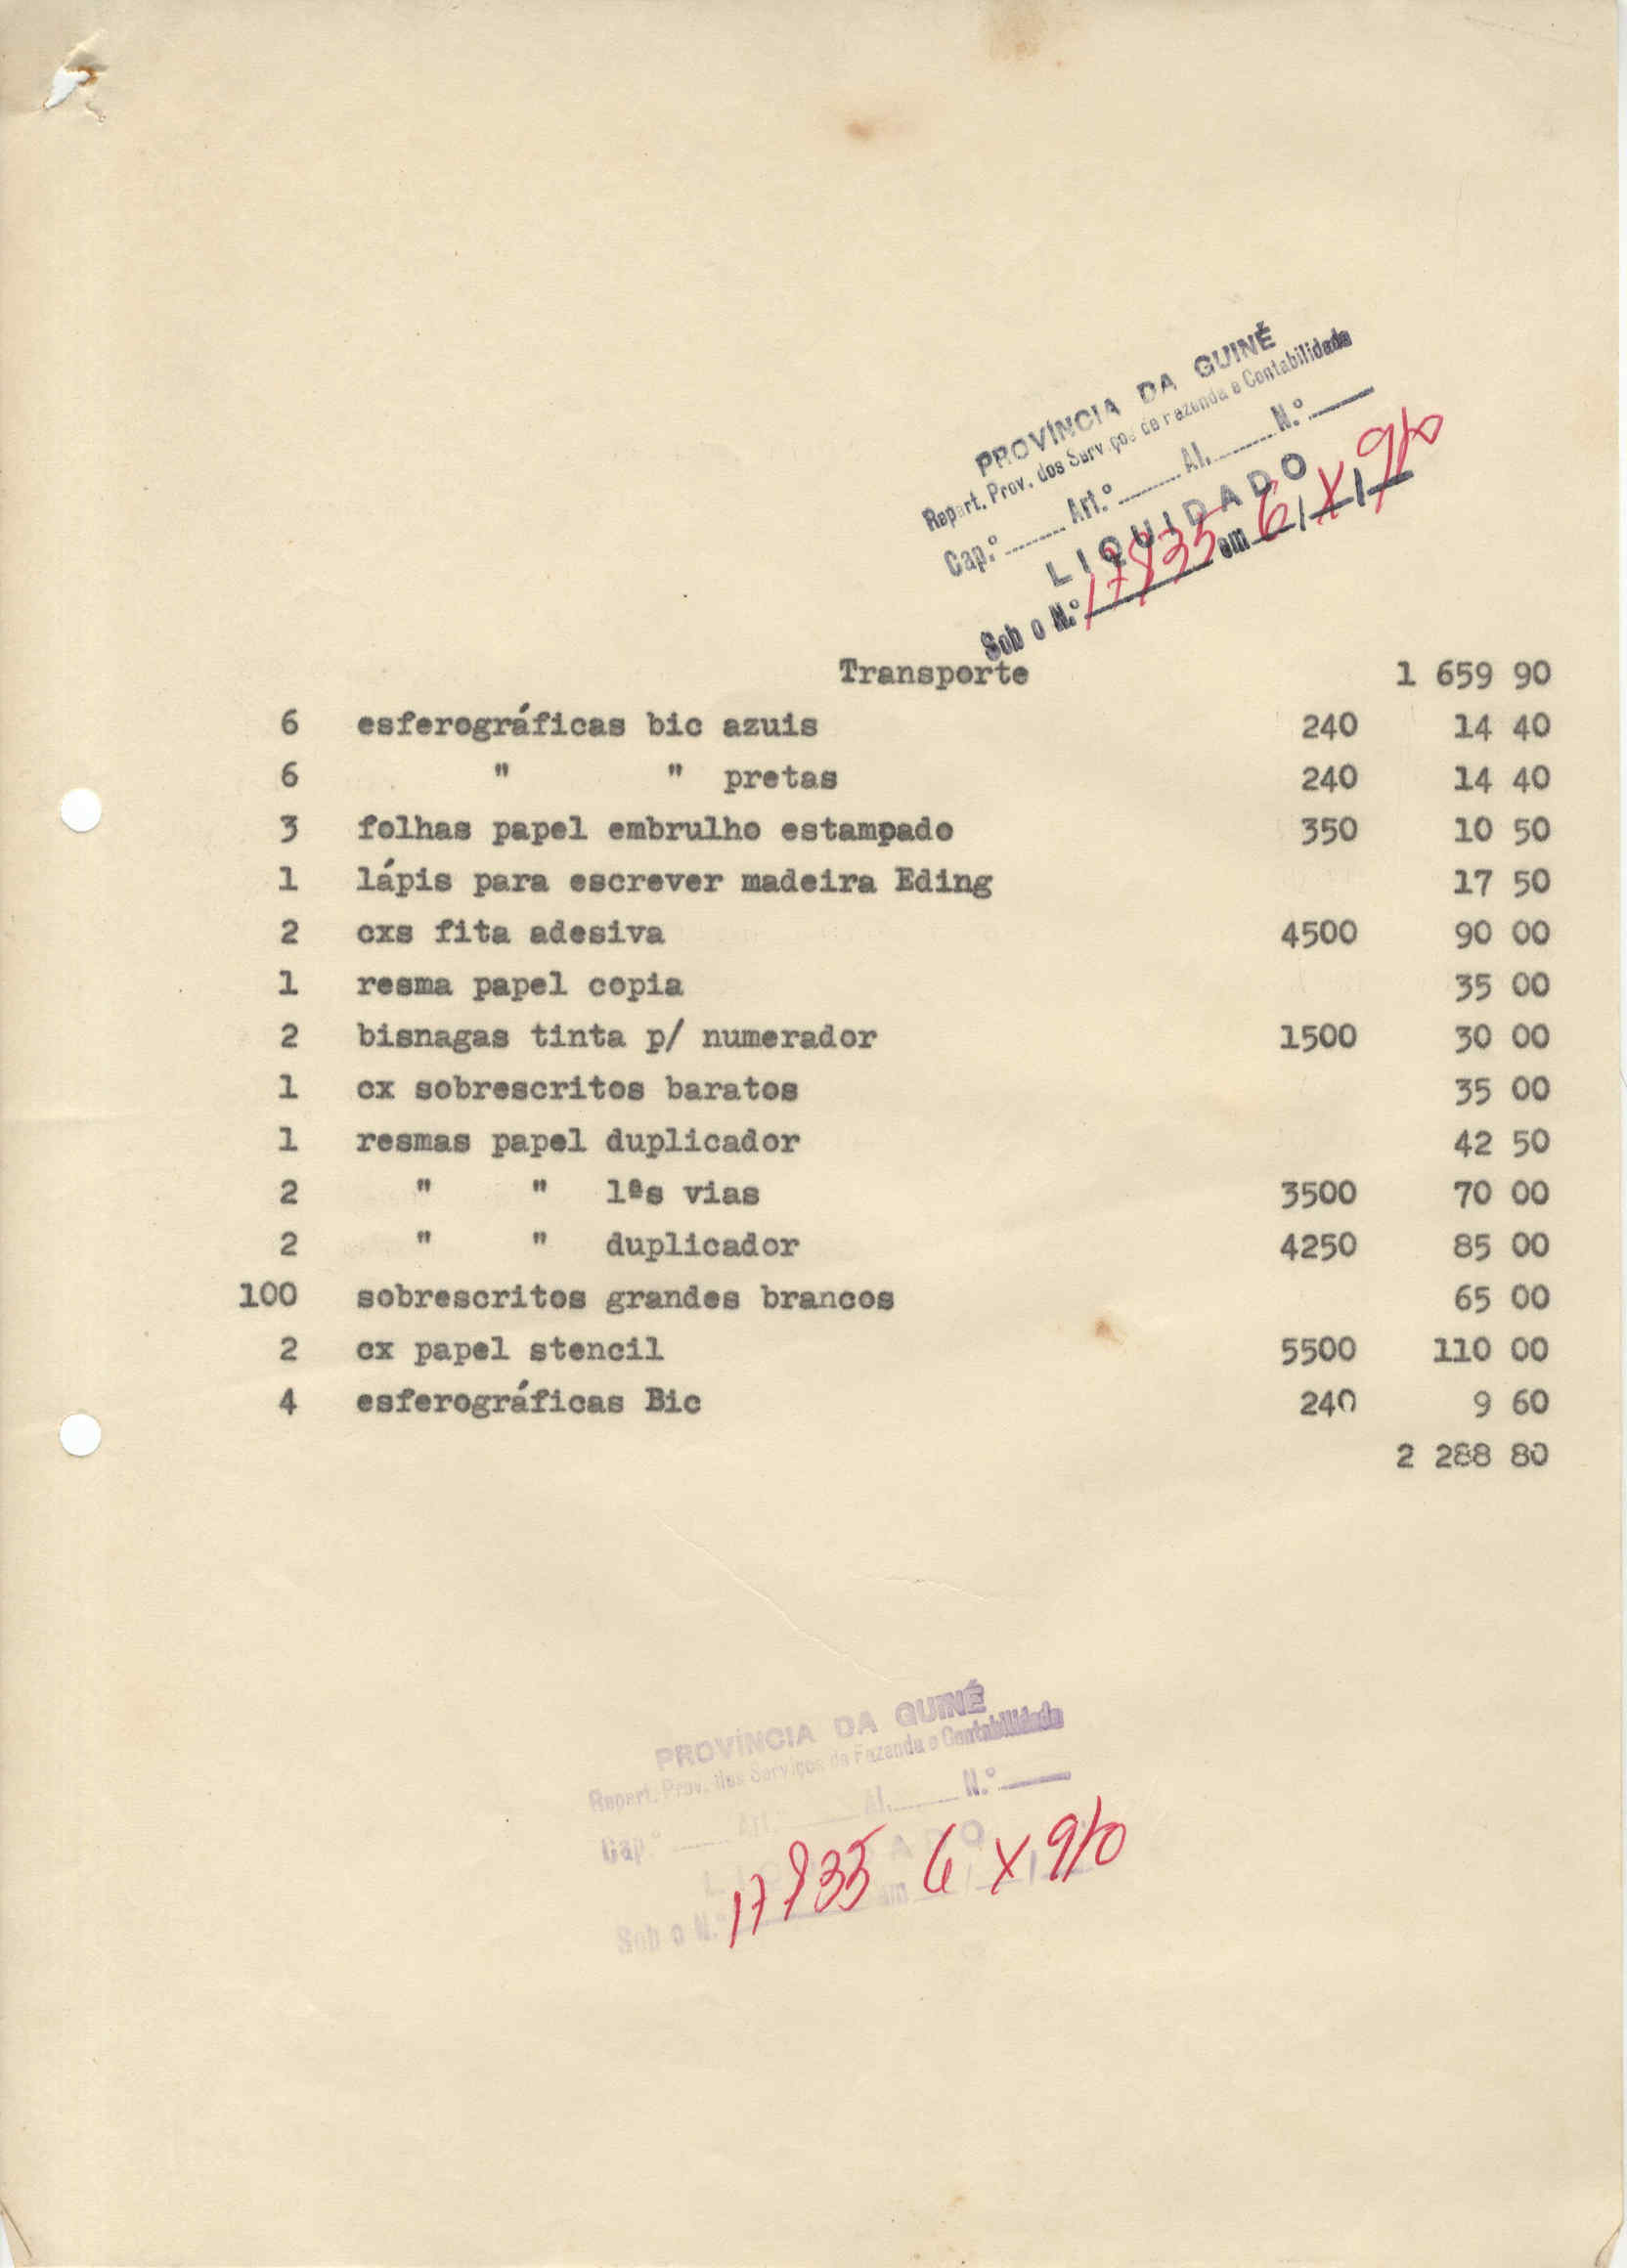 PROVÍNCIA DA GUINÉ
Repart. Prov. dos Serviços de Fazenda e Contabilidade
Cap.º Art.º Al. N.º
LIQUIDADO
Sob o N.º 17835 em 6 / X /
Transporte 1 659 90
6 esferográficas bic azuis 240 14 40
6 " " pretas 240 14 40
3 folhas papel embrulho estampado 350 10 50
1 lápis para escrever madeira Eding 17 50
2 cxs fita adesiva 4500 90 00
1 resma papel copia 35 00
2 bisnagas tinta p/ numerador 1500 30 00
1 cx sobrescritos baratos 35 00
1 resmas papel duplicador 42 50
2 " " 1ªs vias 3500 70 00
2 " " duplicador 4250 85 00
100 sobrescritos grandes brancos 65 00
2 cx papel stencil 5500 110 00
4 esferográficas Bic 240 9 60
2 288 80
PROVÍNCIA DA GUINÉ
Repart. Prov. dos Serviços de Fazenda e Contabilidade
Cap.º Art.º Al. N.º
LIQUIDADO
Sob o N.º 17835 em 6 X